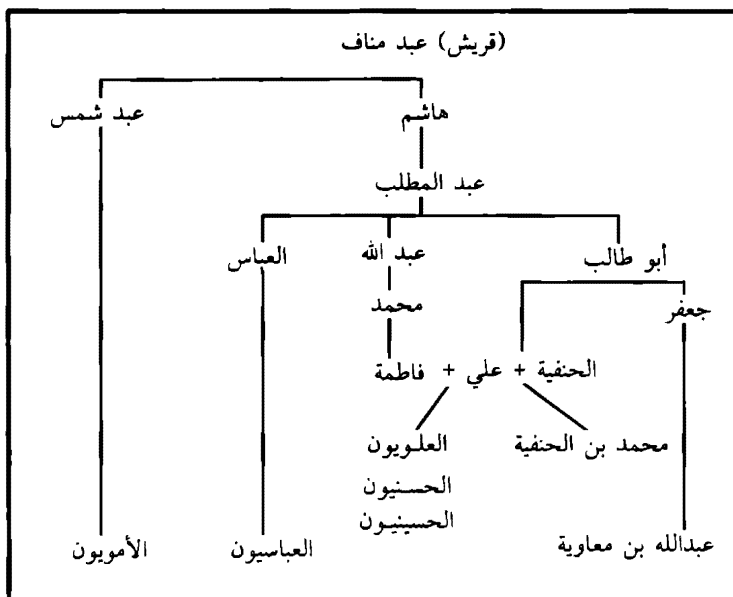 (قريش) عبد مناف
هاشم عبد شمس
عبد المطلب
أبو طالب عبد الله العباس
جعفر محمد
الحنفية + علي + فاطمة
محمد بن الحنفية العلويون
الحسنيون
الحسينيون
عبدالله بن معاوية العباسيون الأمويون